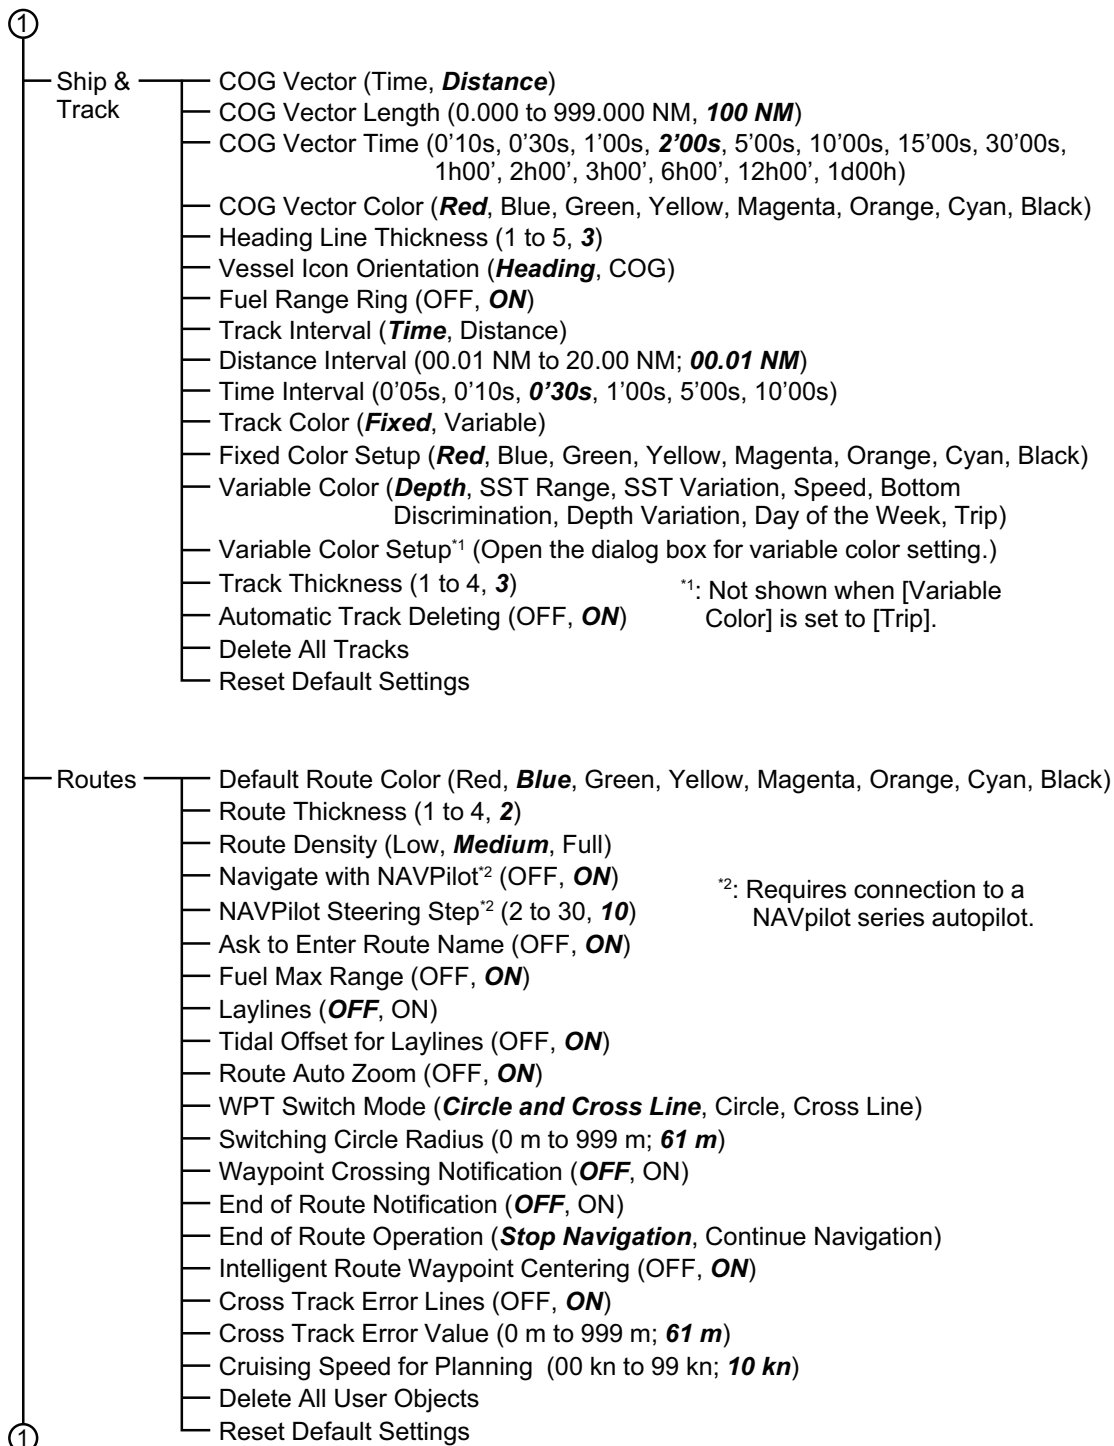 1
Ship & Track
COG Vector (Time, Distance)
COG Vector Length (0.000 to 999.000 NM, 100 NM)
COG Vector Time (0’10s, 0’30s, 1’00s, 2’00s, 5’00s, 10’00s, 15’00s, 30’00s,
1h00’, 2h00’, 3h00’, 6h00’, 12h00’, 1d00h)
COG Vector Color (Red, Blue, Green, Yellow, Magenta, Orange, Cyan, Black)
Heading Line Thickness (1 to 5, 3)
Vessel Icon Orientation (Heading, COG)
Fuel Range Ring (OFF, ON)
Track Interval (Time, Distance)
Distance Interval (00.01 NM to 20.00 NM; 00.01 NM)
Time Interval (0’05s, 0’10s, 0’30s, 1’00s, 5’00s, 10’00s)
Track Color (Fixed, Variable)
Fixed Color Setup (Red, Blue, Green, Yellow, Magenta, Orange, Cyan, Black)
Variable Color (Depth, SST Range, SST Variation, Speed, Bottom
Discrimination, Depth Variation, Day of the Week, Trip)
Variable Color Setup*1 (Open the dialog box for variable color setting.)
Track Thickness (1 to 4, 3)
Automatic Track Deleting (OFF, ON)
Delete All Tracks
Reset Default Settings
*1: Not shown when [Variable
Color] is set to [Trip].
Routes
Default Route Color (Red, Blue, Green, Yellow, Magenta, Orange, Cyan, Black)
Route Thickness (1 to 4, 2)
Route Density (Low, Medium, Full)
Navigate with NAVPilot*2 (OFF, ON)
NAVPilot Steering Step*2 (2 to 30, 10)
Ask to Enter Route Name (OFF, ON)
Fuel Max Range (OFF, ON)
Laylines (OFF, ON)
Tidal Offset for Laylines (OFF, ON)
Route Auto Zoom (OFF, ON)
WPT Switch Mode (Circle and Cross Line, Circle, Cross Line)
Switching Circle Radius (0 m to 999 m; 61 m)
Waypoint Crossing Notification (OFF, ON)
End of Route Notification (OFF, ON)
End of Route Operation (Stop Navigation, Continue Navigation)
Intelligent Route Waypoint Centering (OFF, ON)
Cross Track Error Lines (OFF, ON)
Cross Track Error Value (0 m to 999 m; 61 m)
Cruising Speed for Planning (00 kn to 99 kn; 10 kn)
Delete All User Objects
Reset Default Settings
*2: Requires connection to a
NAVpilot series autopilot.
1